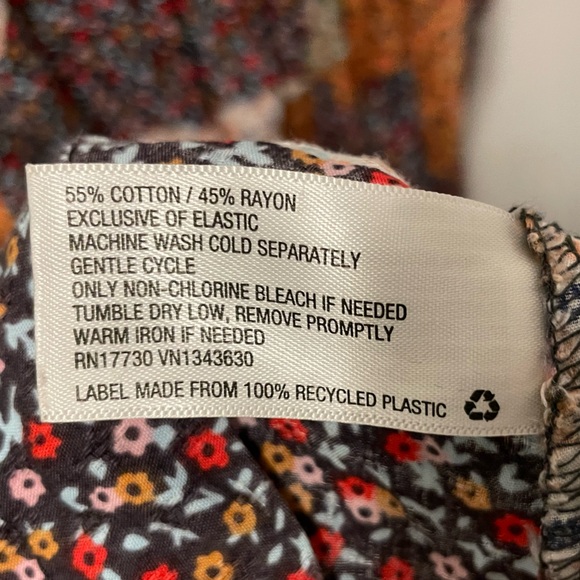 55% COTTON / 45% RAYON
EXCLUSIVE OF ELASTIC
MACHINE WASH COLD SEPARATELY
GENTLE CYCLE
ONLY NON-CHLORINE BLEACH IF NEEDED
TUMBLE DRY LOW, REMOVE PROMPTLY
WARM IRON IF NEEDED
RN17730 VN1343630
LABEL MADE FROM 100% RECYCLED PLASTIC